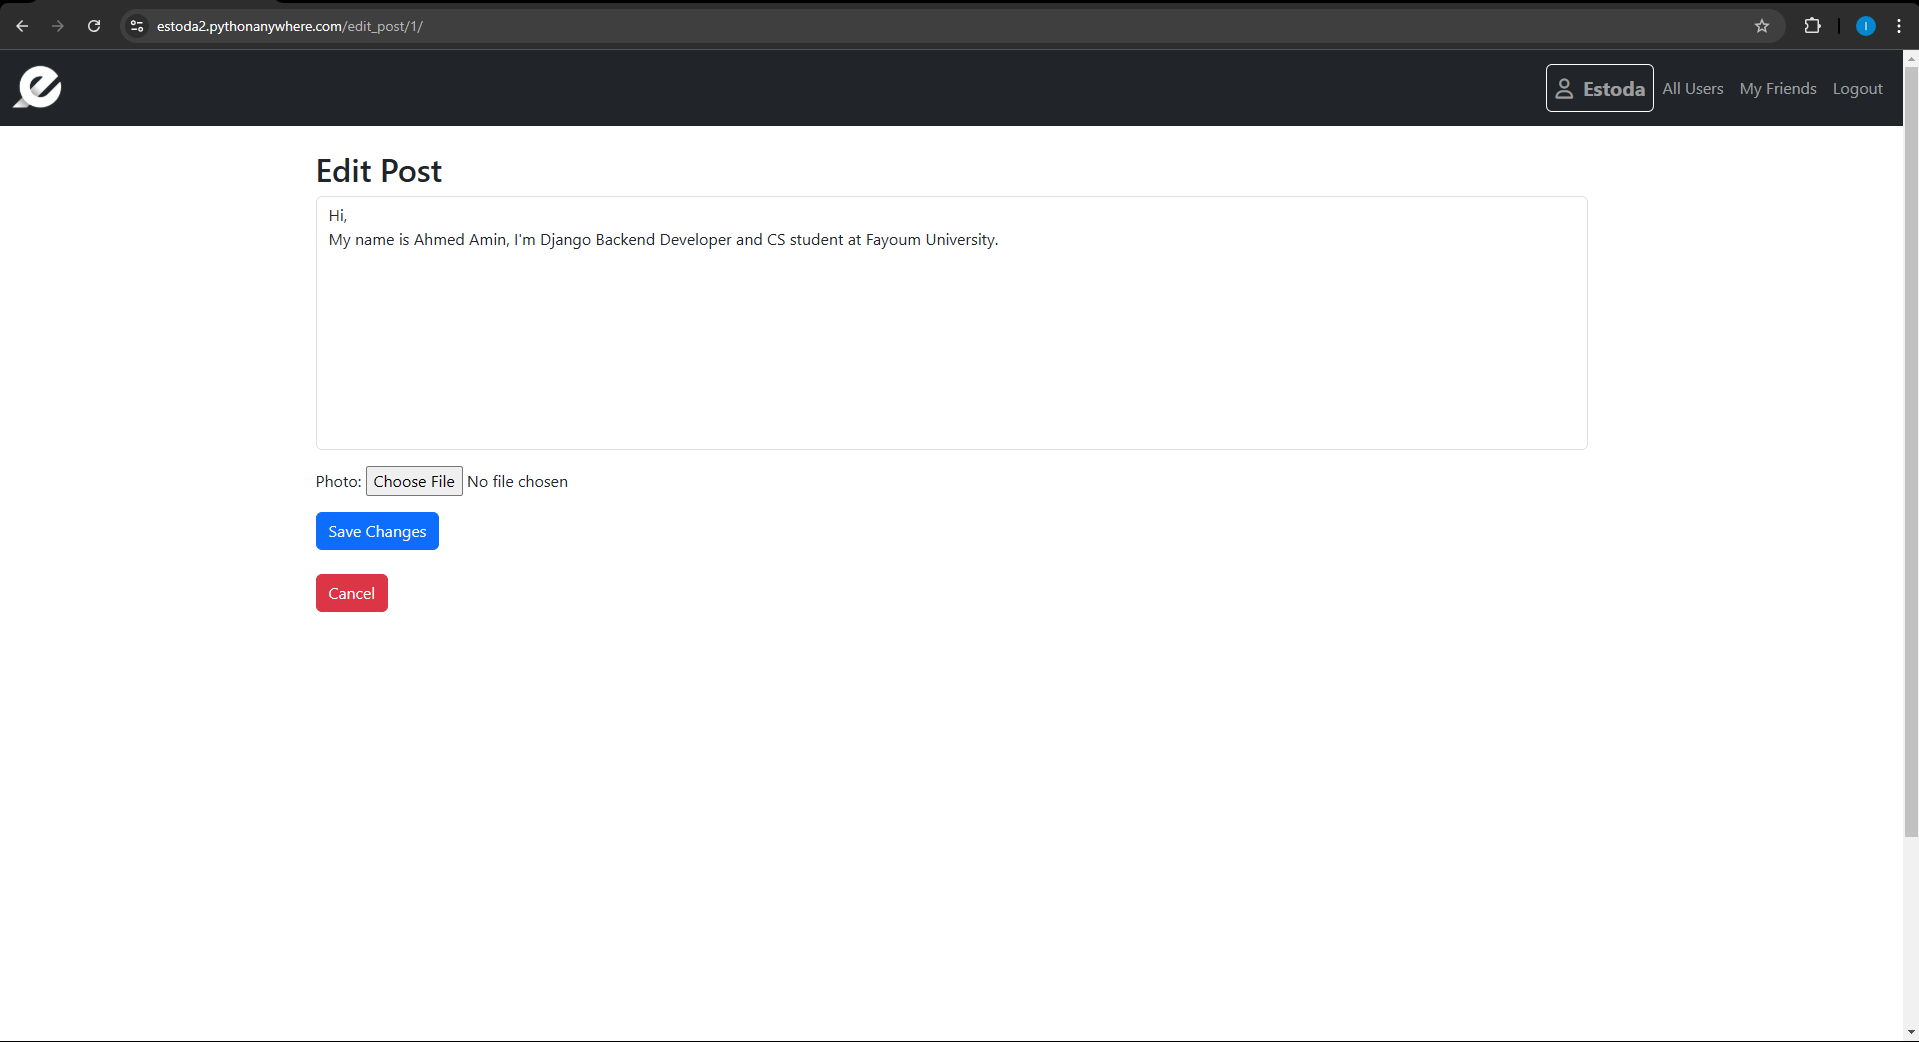 estoda2.pythonanywhere.com/edit_post/1/
I
e
Estoda
All Users
My Friends
Logout
Edit Post
Hi,
My name is Ahmed Amin, I'm Django Backend Developer and CS student at Fayoum University.
Photo: Choose File No file chosen
Save Changes
Cancel